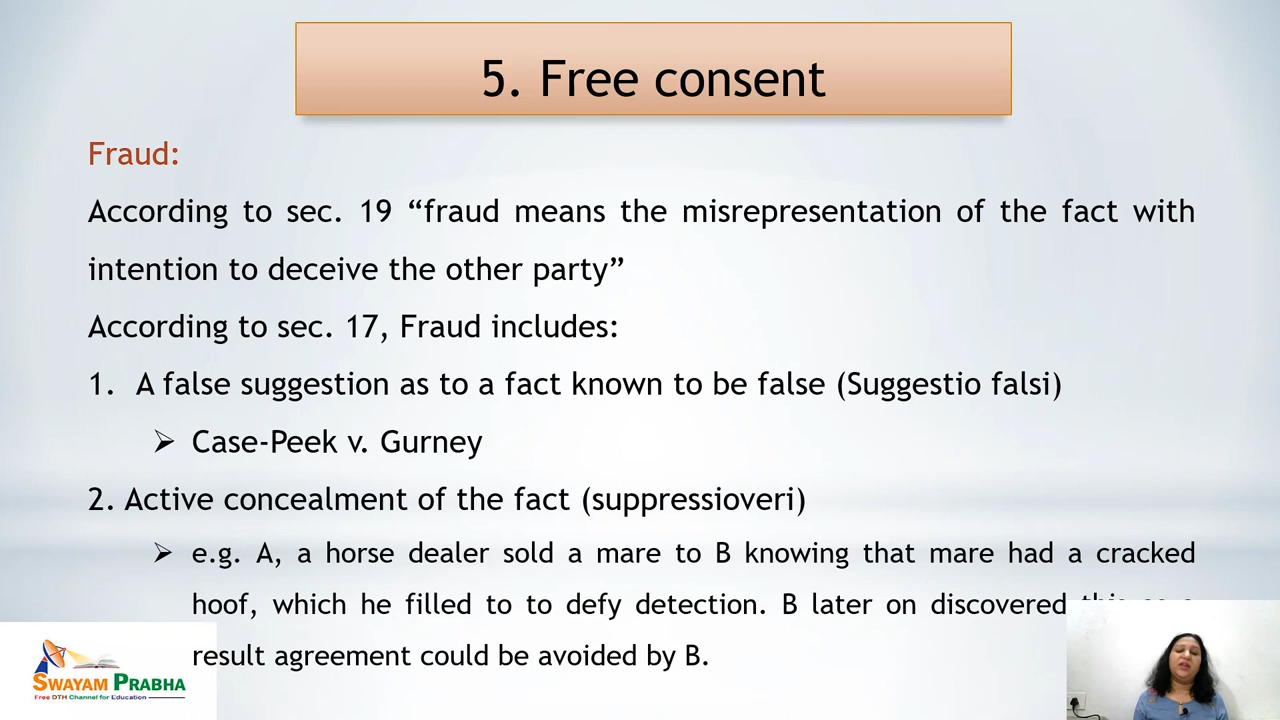 5. Free consent
Fraud:
According to sec. 19 “fraud means the misrepresentation of the fact with
intention to deceive the other party”
According to sec. 17, Fraud includes:
1. A false suggestion as to a fact known to be false (Suggestio falsi)
➢ Case-Peek v. Gurney
2. Active concealment of the fact (suppressioveri)
➢ e.g. A, a horse dealer sold a mare to B knowing that mare had a cracked
hoof, which he filled to to defy detection. B later on discovered
result agreement could be avoided by B.
SWAYAM PRABHA
Free DTH Channel for Education